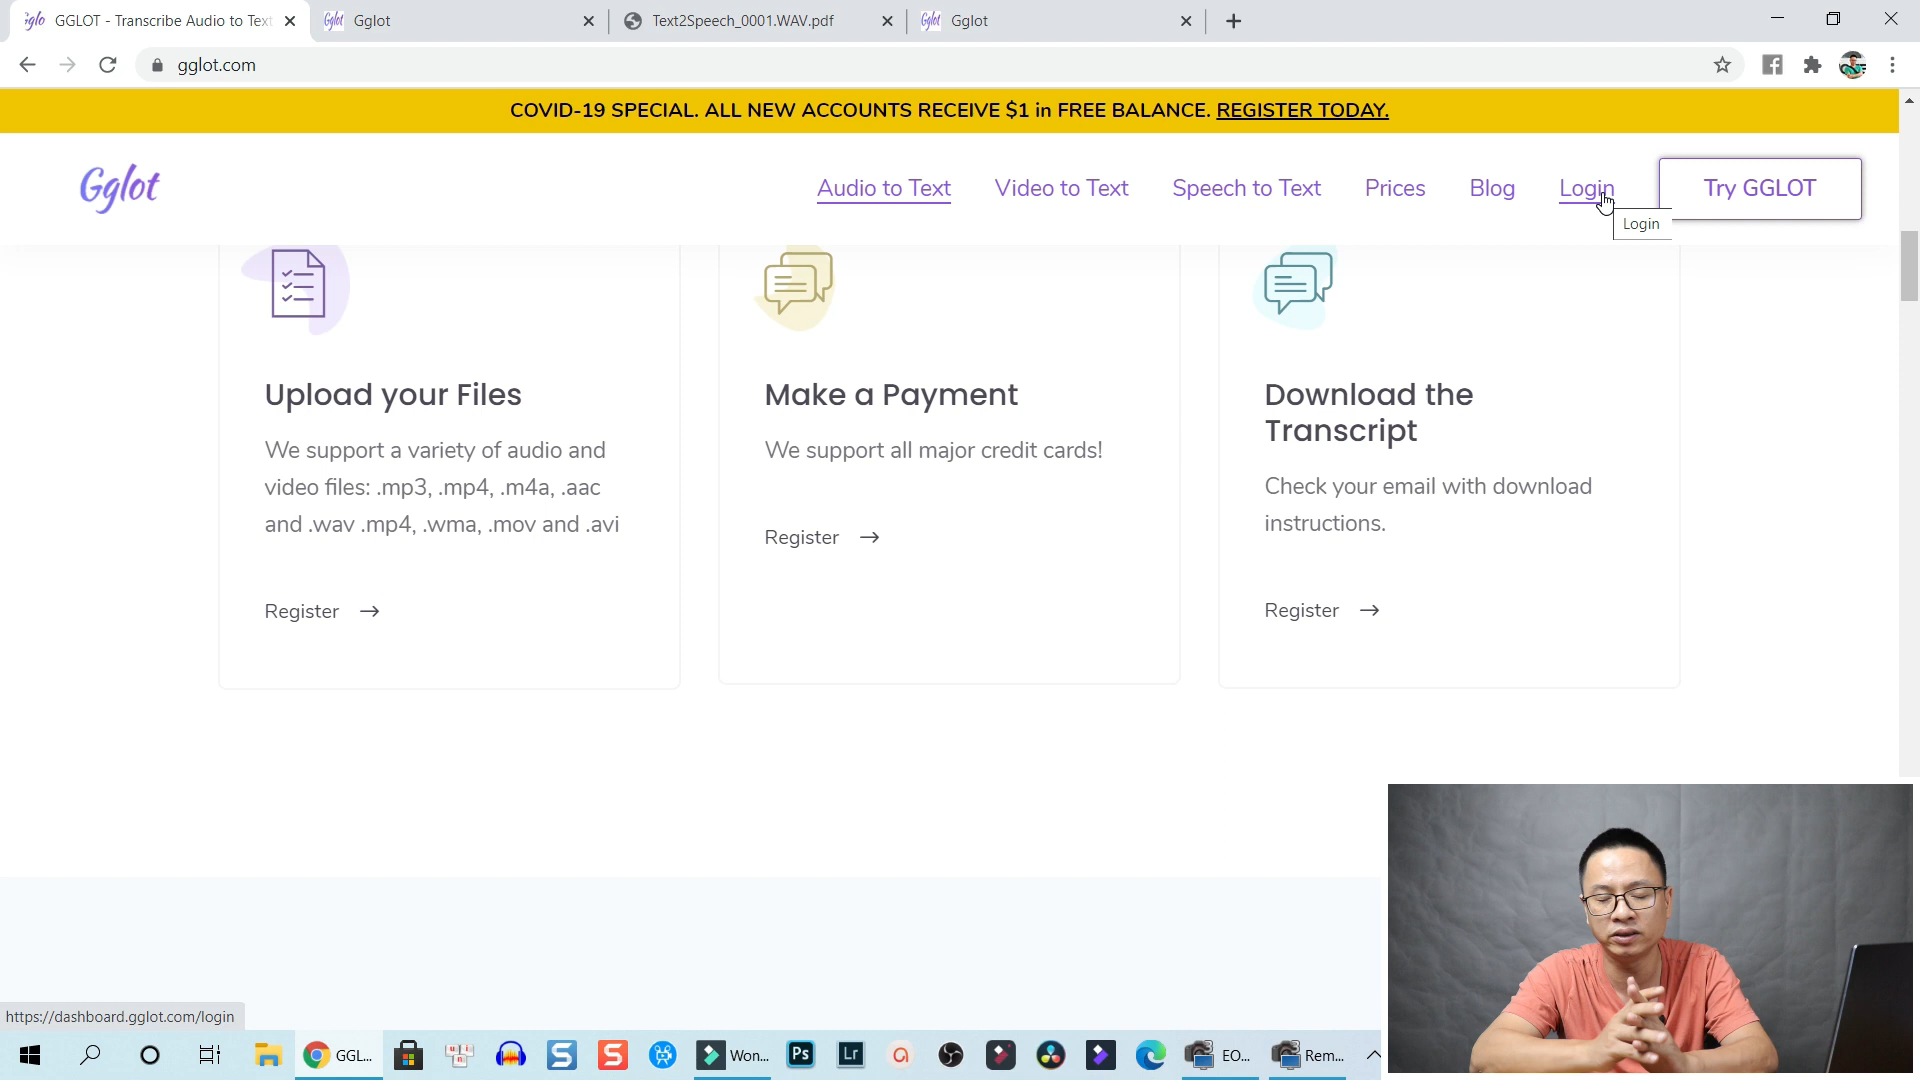 GGLOT - Transcribe Audio to Text
Gglot
Text2Speech_0001.WAV.pdf
Gglot
gglot.com
COVID-19 SPECIAL. ALL NEW ACCOUNTS RECEIVE $1 in FREE BALANCE. REGISTER TODAY.
Gglot
Audio to Text
Video to Text
Speech to Text
Prices
Blog
Login
Try GGLOT
Login
Upload your Files
We support a variety of audio and
video files: .mp3, .mp4, .m4a, .aac
and .wav .mp4, .wma, .mov and .avi
Register →
Make a Payment
We support all major credit cards!
Register →
Download the
Transcript
Check your email with download
instructions.
Register →
https://dashboard.gglot.com/login
GGL...
Won...
Ps
Lr
EO...
Rem...